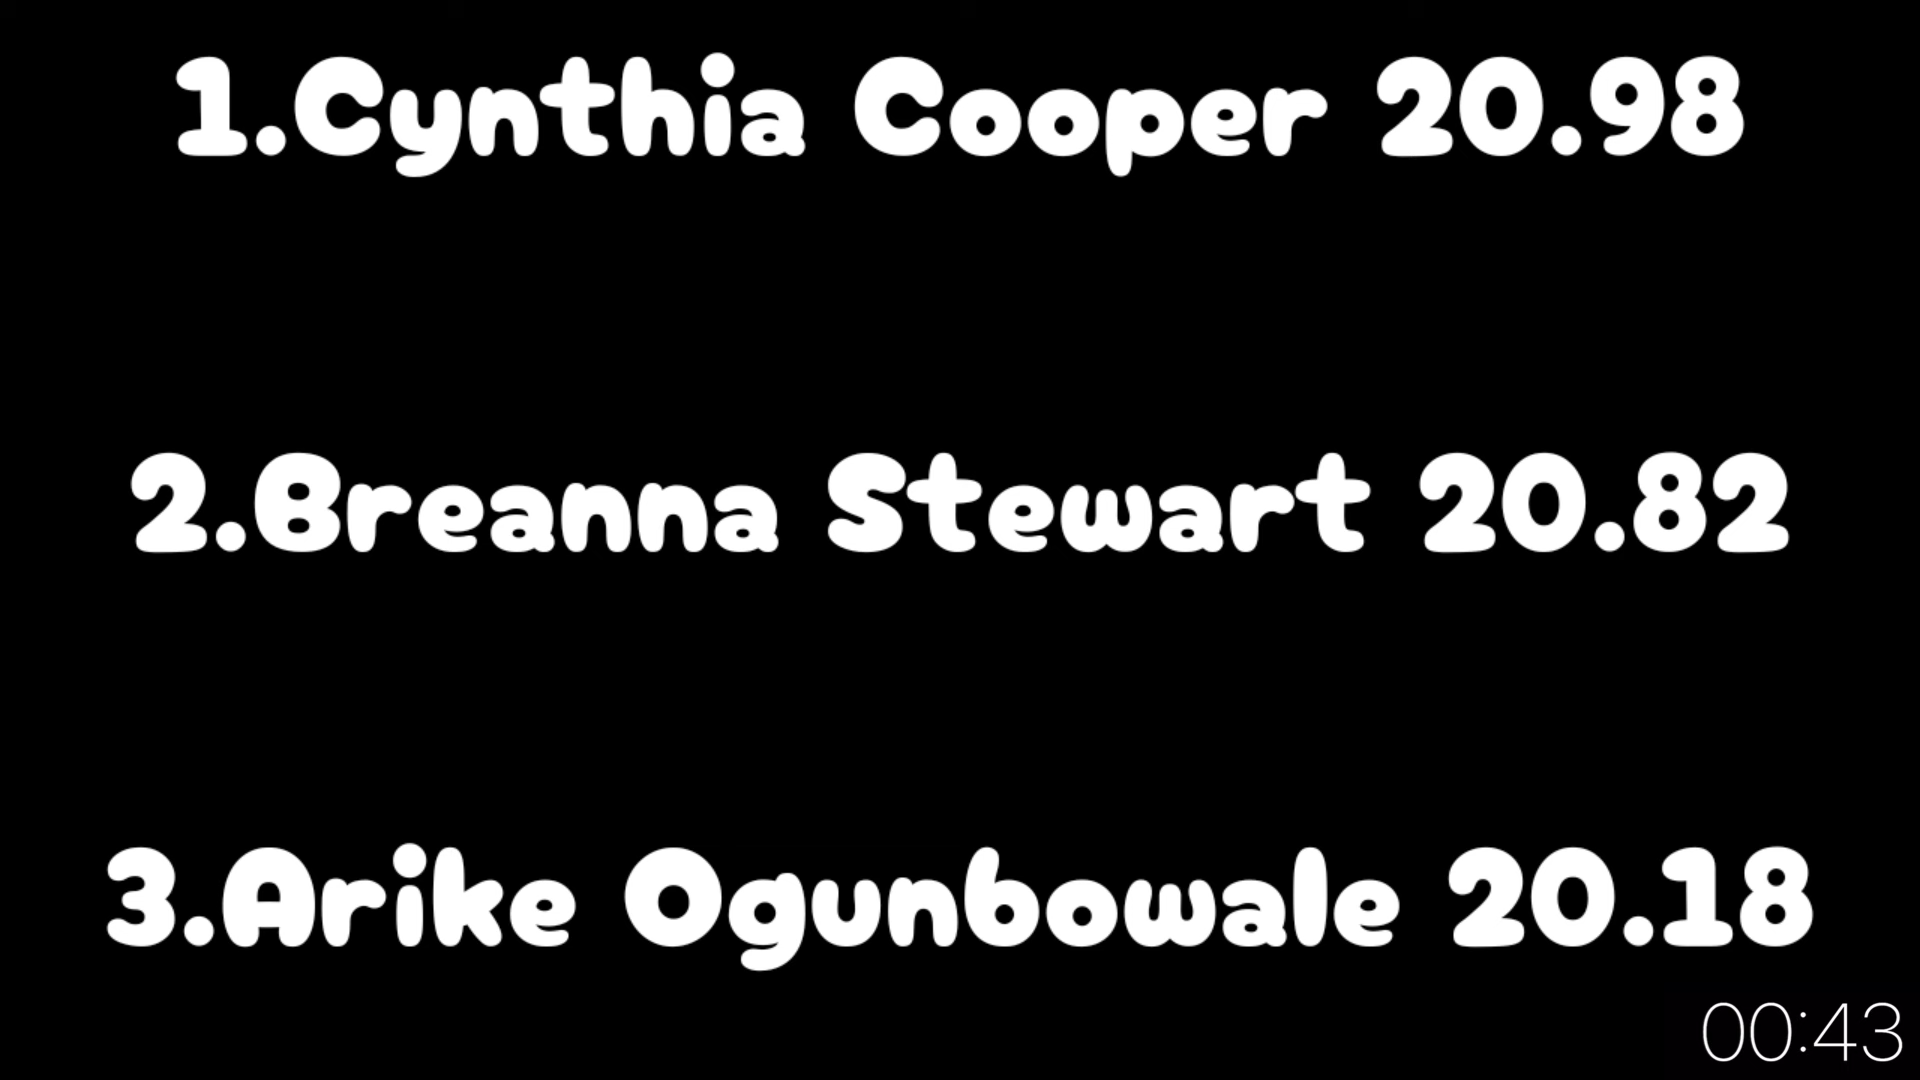 1.Cynthia Cooper 20.98
2.Breanna Stewart 20.82
3.Arike Ogunbowale 20.18
00:43